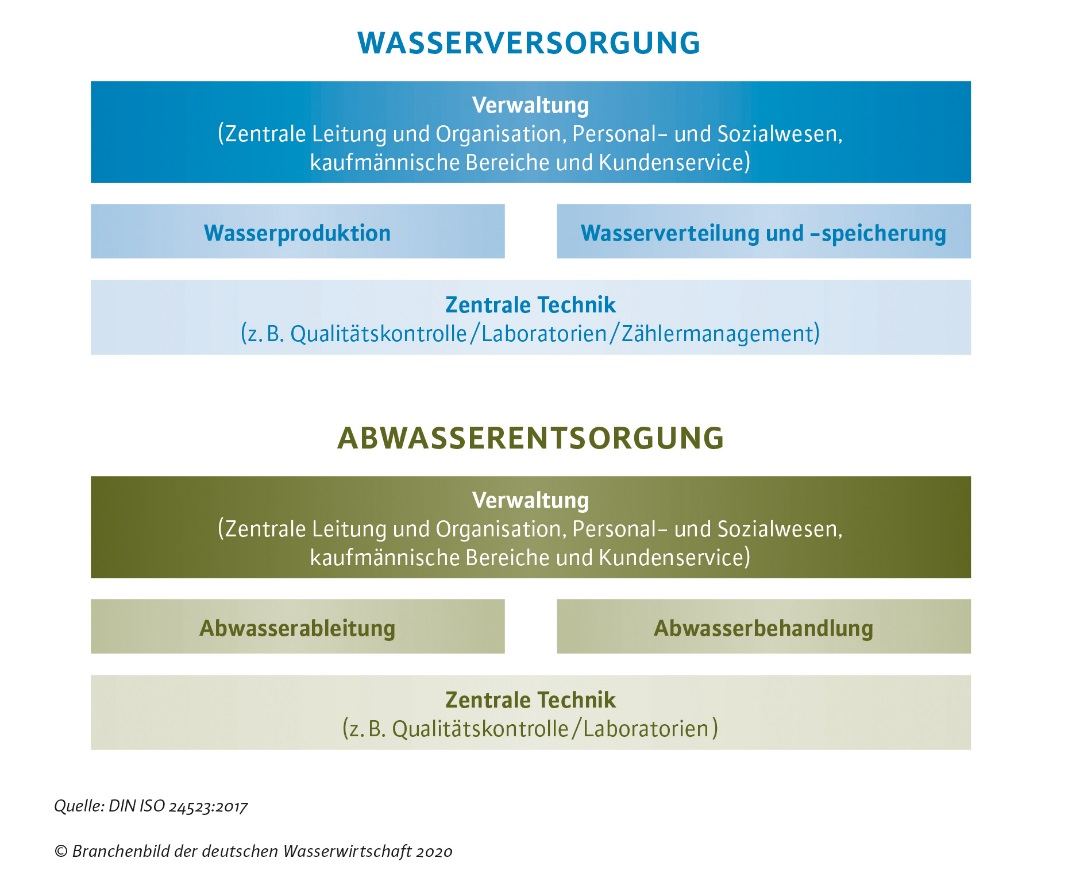 WASSERVERSORGUNG
Verwaltung
(Zentrale Leitung und Organisation, Personal– und Sozialwesen,
kaufmännische Bereiche und Kundenservice)
Wasserproduktion
Wasserverteilung und –speicherung
Zentrale Technik
(z. B. Qualitätskontrolle/Laboratorien/Zählermanagement)
ABWASSERENTSORGUNG
Verwaltung
(Zentrale Leitung und Organisation, Personal– und Sozialwesen,
kaufmännische Bereiche und Kundenservice)
Abwasserableitung
Abwasserbehandlung
Zentrale Technik
(z. B. Qualitätskontrolle/Laboratorien)
Quelle: DIN ISO 24523:2017
© Branchenbild der deutschen Wasserwirtschaft 2020